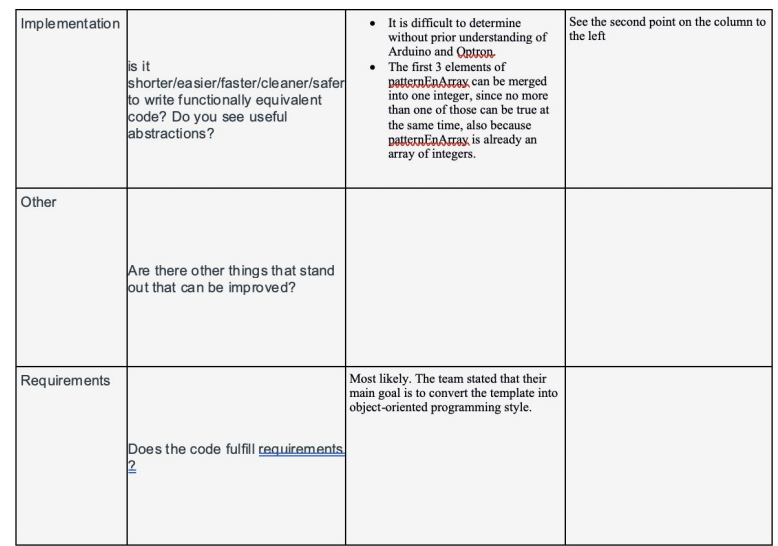 Implementation
is it
shorter/easier/faster/cleaner/safer
to write functionally equivalent
code? Do you see useful
abstractions?
• It is difficult to determine
without prior understanding of
Arduino and Optron.
• The first 3 elements of
patternEnArray can be merged
into one integer, since no more
than one of those can be true at
the same time, also because
patternEnArray is already an
array of integers.
See the second point on the column to
the left
Other
Are there other things that stand
out that can be improved?
Requirements
Does the code fulfill requirements
?
Most likely. The team stated that their
main goal is to convert the template into
object-oriented programming style.